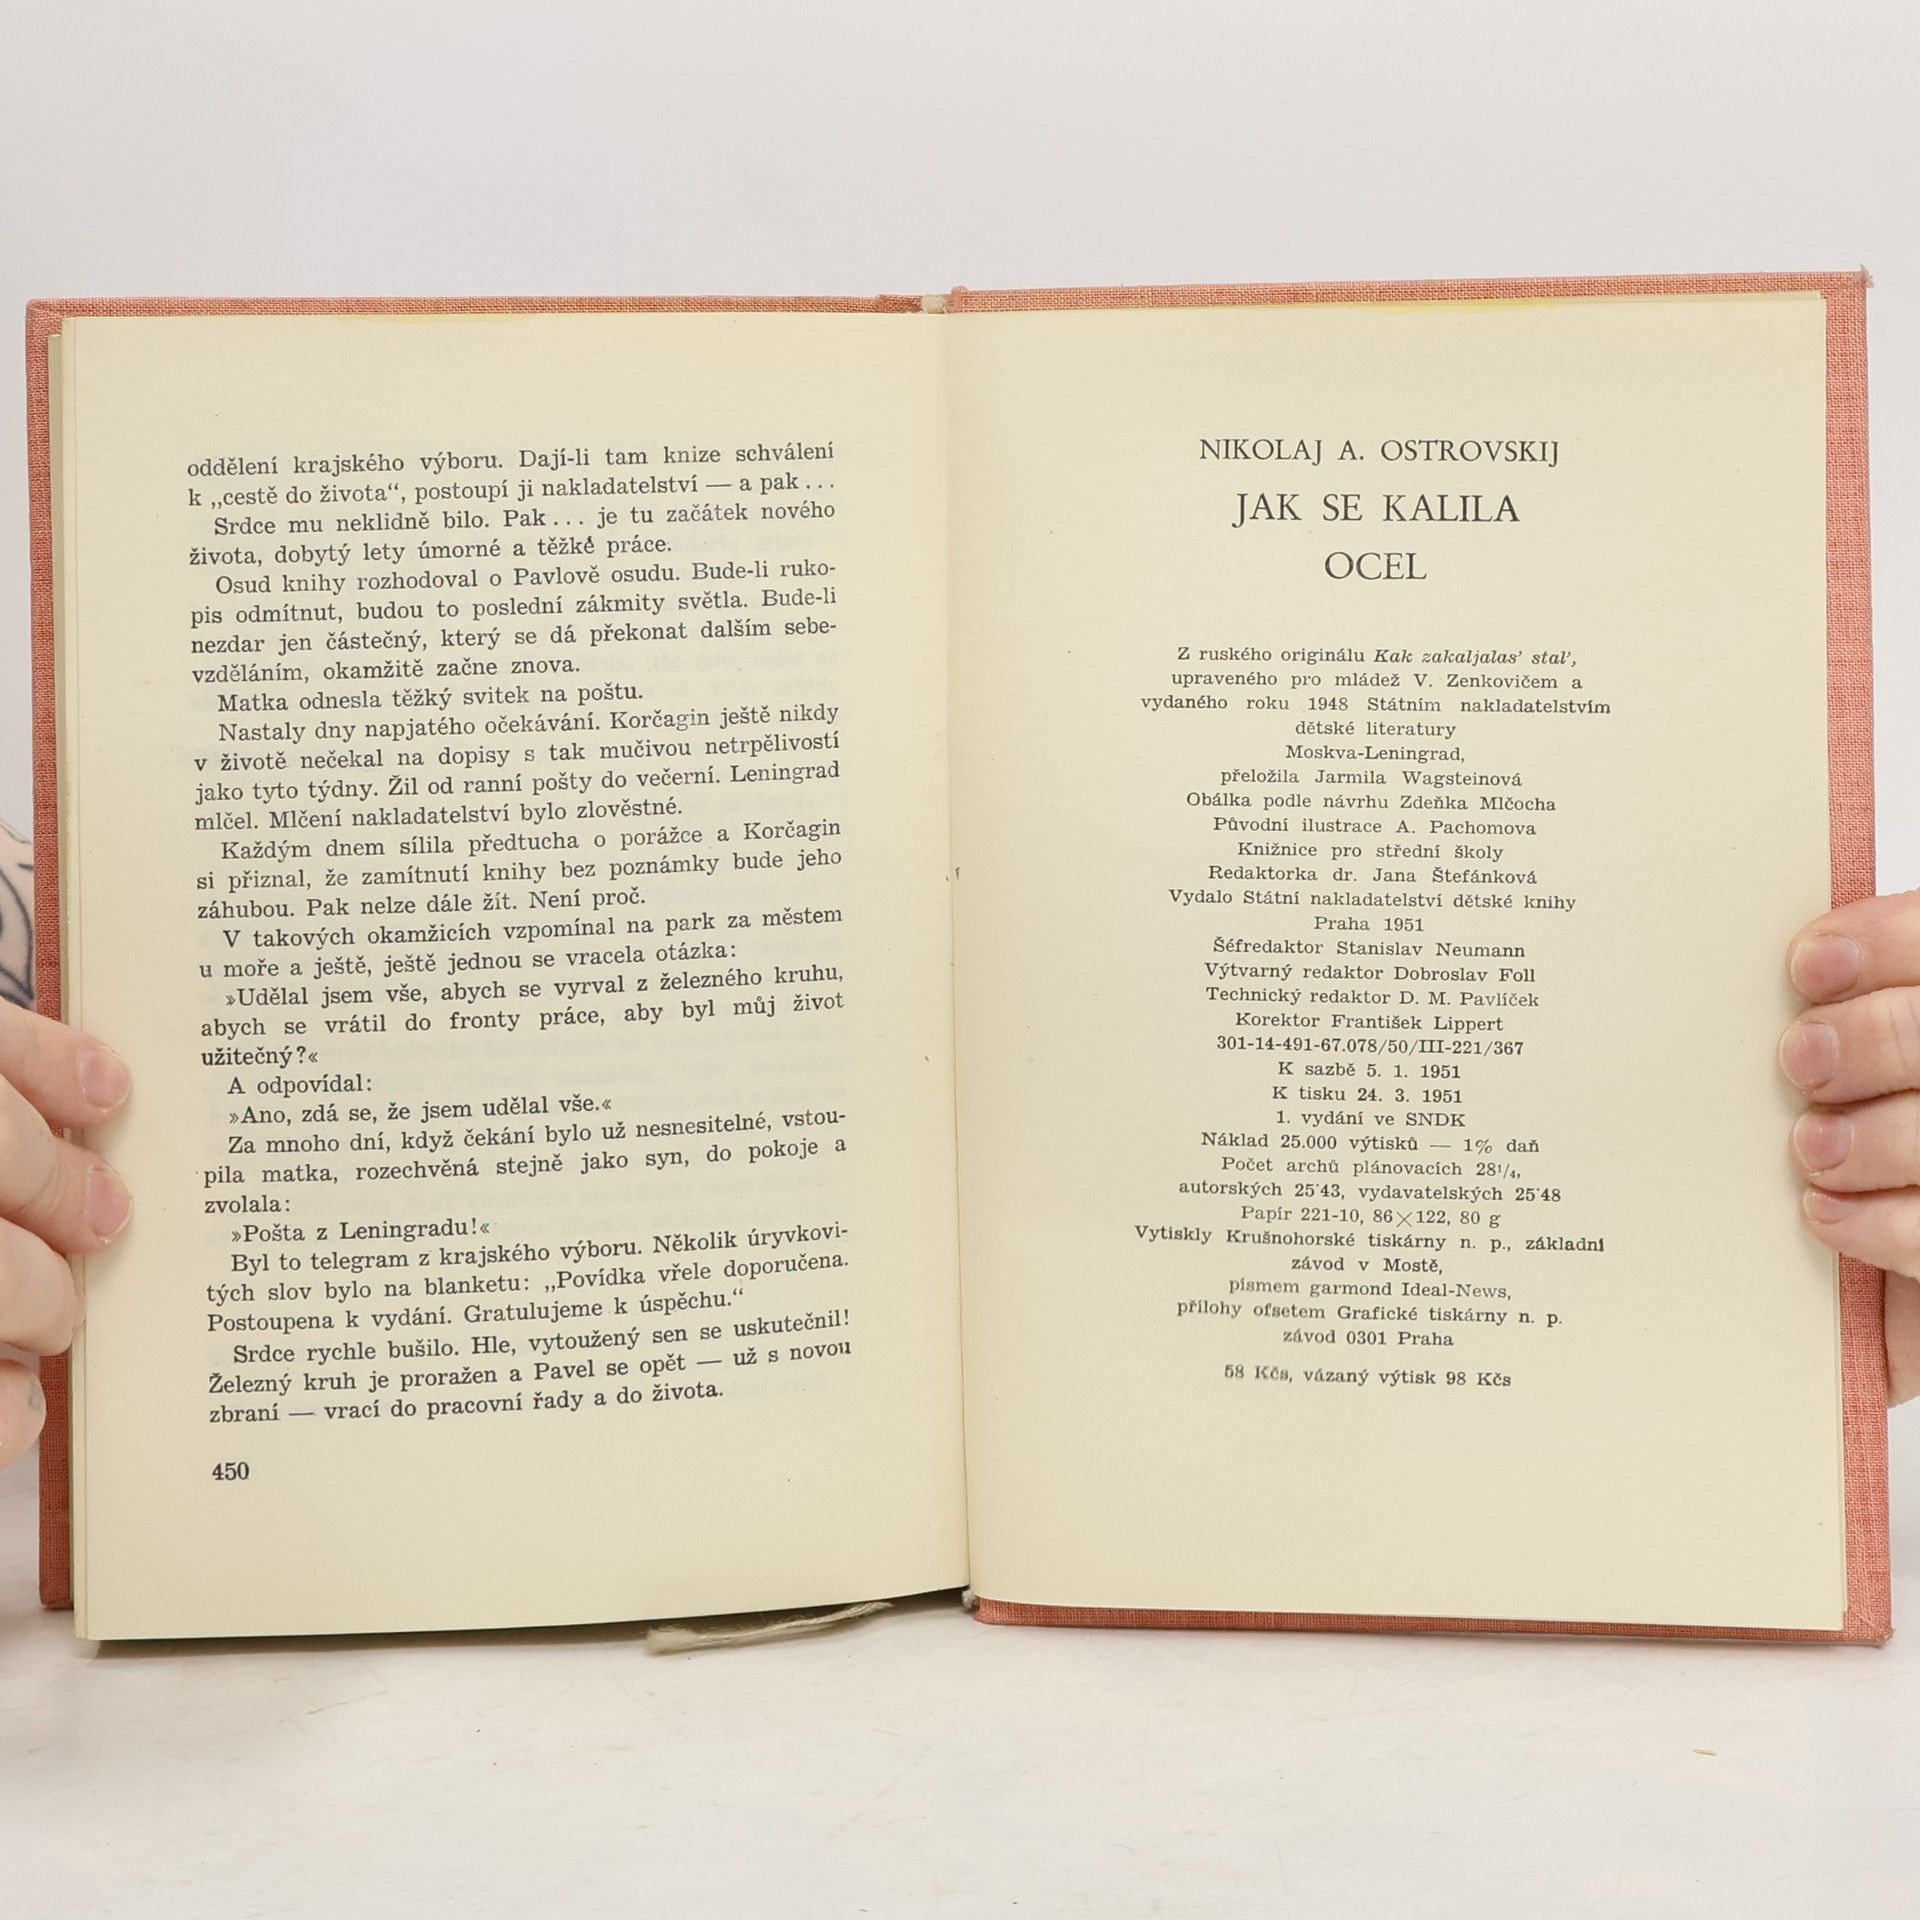 oddělení krajského výboru. Dají-li tam knize schválení
k „cestě do života“, postoupí ji nakladatelství — a pak . . .
Srdce mu neklidně bilo. Pak . . . je tu začátek nového
života, dobytý lety úmorné a těžké práce.
Osud knihy rozhodoval o Pavlově osudu. Bude-li ruko-
pis odmítnut, budou to poslední zákmity světla. Bude-li
nezdar jen částečný, který se dá překonat dalším sebe-
vzděláním, okamžitě začne znova.
Matka odnesla těžký svitek na poštu.
Nastaly dny napjatého očekávání. Korčagin ještě nikdy
v životě nečekal na dopisy s tak mučivou netrpělivostí
jako tyto týdny. Žil od ranní pošty do večerní. Leningrad
mlčel. Mlčení nakladatelství bylo zlověstné.
Každým dnem sílila předtucha o porážce a Korčagin
si přiznal, že zamítnutí knihy bez poznámky bude jeho
záhubou. Pak nelze dále žít. Není proč.
V takových okamžicích vzpomínal na park za městem
u moře a ještě, ještě jednou se vracela otázka:
»Udělal jsem vše, abych se vyrval z železného kruhu,
abych se vrátil do fronty práce, aby byl můj život
užitečný?«
A odpovídal:
»Ano, zdá se, že jsem udělal vše.«
Za mnoho dní, když čekání bylo už nesnesitelné, vstou-
pila matka, rozechvěná stejně jako syn, do pokoje a
zvolala:
»Pošta z Leningradu!«
Byl to telegram z krajského výboru. Několik úryvkovi-
tých slov bylo na blanketu: „Povídka vřele doporučena.
Postoupena k vydání. Gratulujeme k úspěchu.“
Srdce rychle bušilo. Hle, vytoužený sen se uskutečnil!
Železný kruh je proražen a Pavel se opět — už s novou
zbraní — vrací do pracovní řady a do života.
450
NIKOLAJ A. OSTROVSKIJ
JAK SE KALILA
OCEL
Z ruského originálu Kak zakaljalas’ stal’,
upraveného pro mládež V. Zenkovičem a
vydaného roku 1948 Státním nakladatelstvím
dětské literatury
Moskva-Leningrad,
přeložila Jarmila Wagsteinová
Obálka podle návrhu Zdeňka Mlčocha
Původní ilustrace A. Pachomova
Knižnice pro střední školy
Redaktorka dr. Jana Štefánková
Vydalo Státní nakladatelství dětské knihy
Praha 1951
Šéfredaktor Stanislav Neumann
Výtvarný redaktor Dobroslav Foll
Technický redaktor D. M. Pavlíček
Korektor František Lippert
301-14-491-67.078/50/III-221/367
K sazbě 5. 1. 1951
K tisku 24. 3. 1951
1. vydání ve SNDK
Náklad 25.000 výtisků — 1% daň
Počet archů plánovacích 28¹/₄,
autorských 25˙43, vydavatelských 25˙48
Papír 221-10, 86×122, 80 g
Vytiskly Krušnohorské tiskárny n. p., základní
závod v Mostě,
písmem garmond Ideal-News,
přílohy ofsetem Grafické tiskárny n. p.
závod 0301 Praha
58 Kčs, vázaný výtisk 98 Kčs